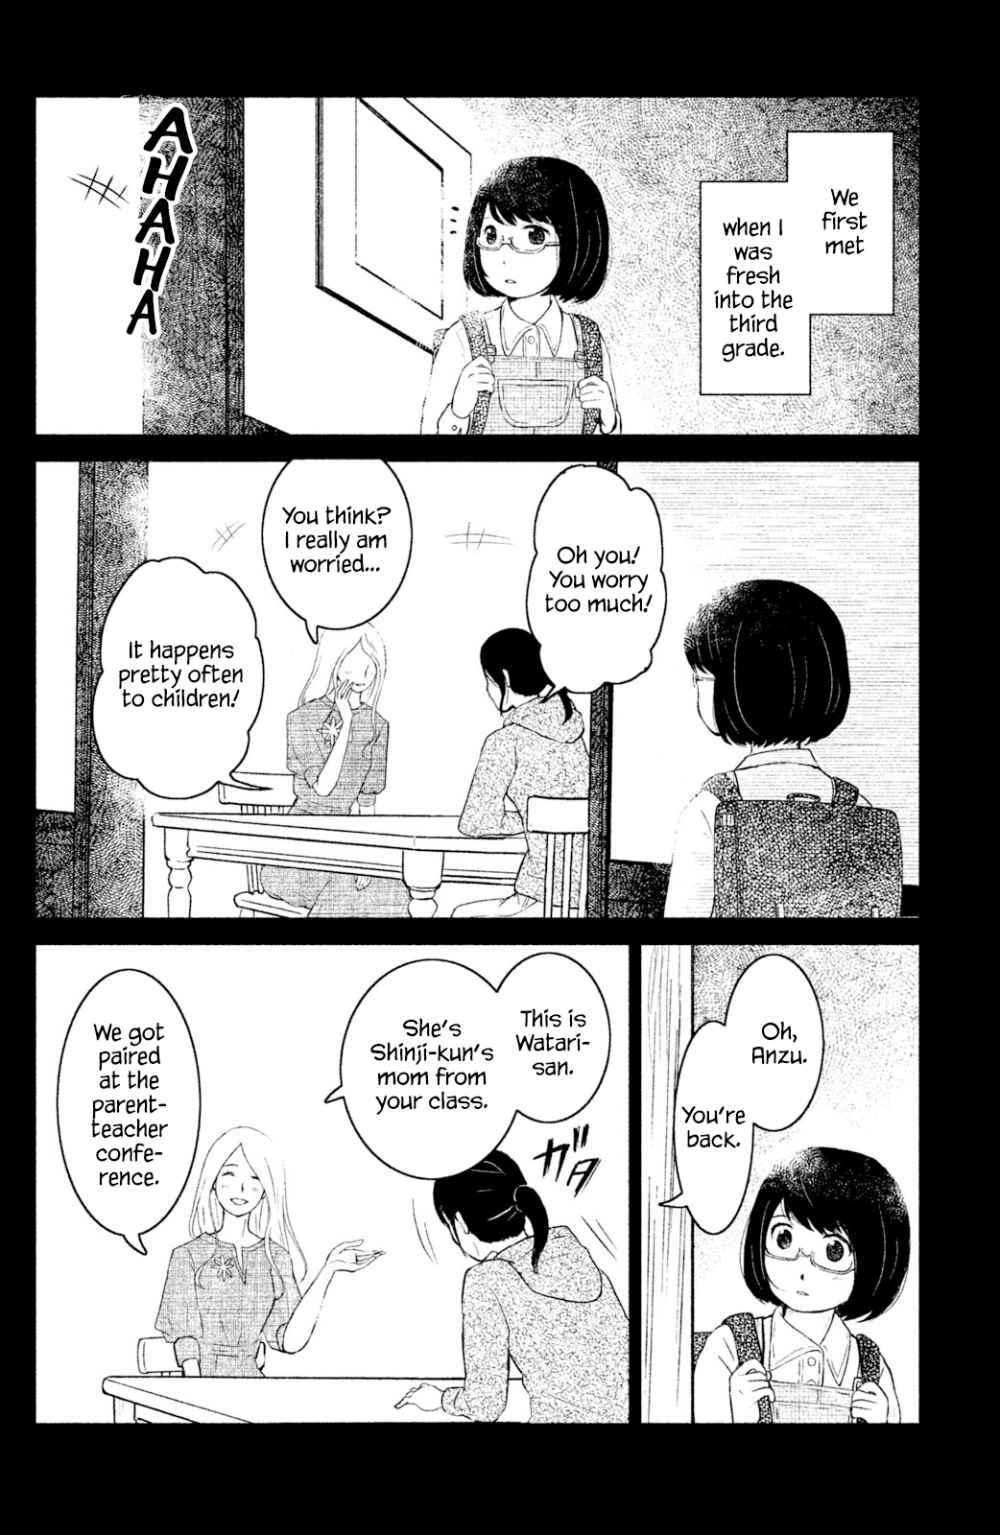 We
first
met
when I
was
fresh
into the
third
grade.
AHAHAHA
Oh you!
You worry
too much!
You think?
I really am
worried...
It happens
pretty often
to children!
Oh,
Anzu.
You're
back.
This is
Watari-
san.
She's
Shinji-kun's
mom from
your class.
ガタ
We got
paired
at the
parent-
teacher
confe-
rence.